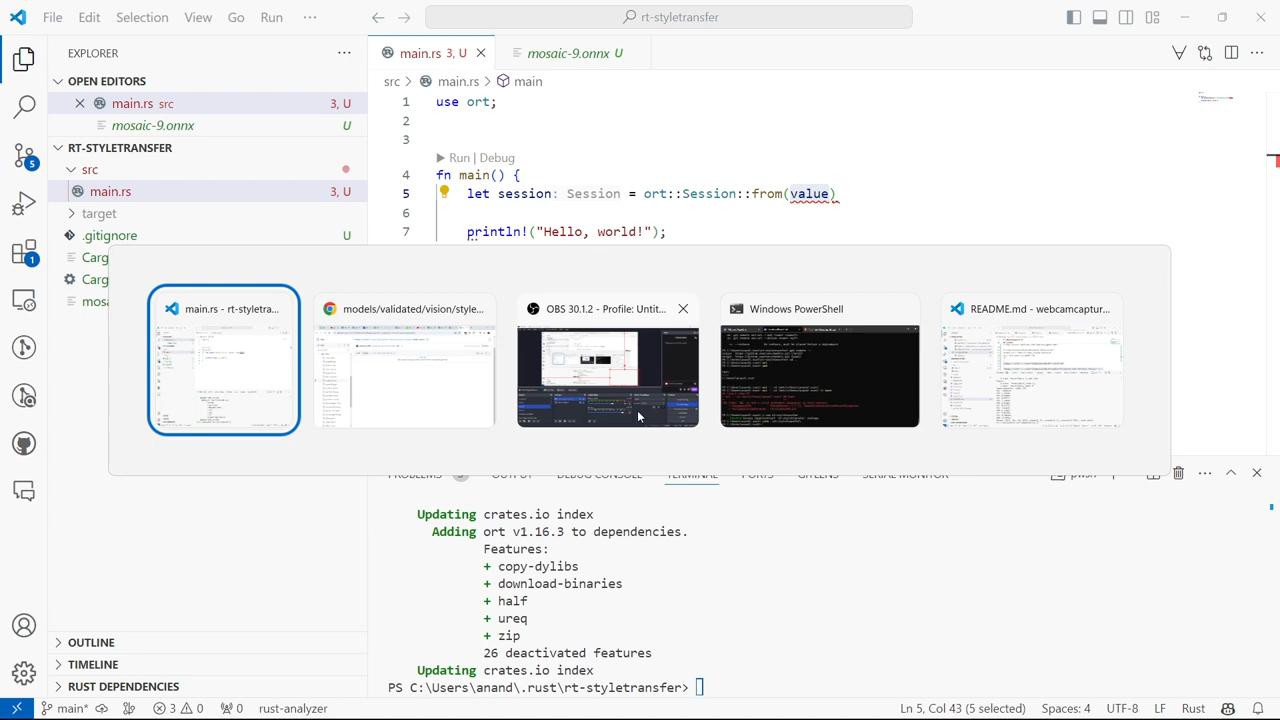 File Edit Selection View Go Run ··· rt-styletransfer
EXPLORER
OPEN EDITORS
main.rs src 3, U
mosaic-9.onnx U
RT-STYLETRANSFER
src
main.rs 3, U
target
.gitignore U
Carg
Carg
mosa
5
1
OUTLINE
TIMELINE
RUST DEPENDENCIES
main.rs 3, U
mosaic-9.onnx U
src > main.rs > main
1 use ort;
2
3
Run | Debug
4 fn main() {
5 let session: Session = ort::Session::from(value)
6
7 println!("Hello, world!");
main.rs - rt-styletra...
models/validated/vision/style...
OBS 30.1.2 - Profile: Untit...
Windows PowerShell
README.md - webcamcaptur...
PROBLEMS OUTPUT DEBUG CONSOLE TERMINAL PORTS GITLENS SERIAL MONITOR
Updating crates.io index
Adding ort v1.16.3 to dependencies.
Features:
+ copy-dylibs
+ download-binaries
+ half
+ ureq
+ zip
26 deactivated features
Updating crates.io index
PS C:\Users\anand\.rust\rt-styletransfer>
main* 3 0 0 rust-analyzer Ln 5, Col 43 (5 selected) Spaces: 4 UTF-8 LF Rust